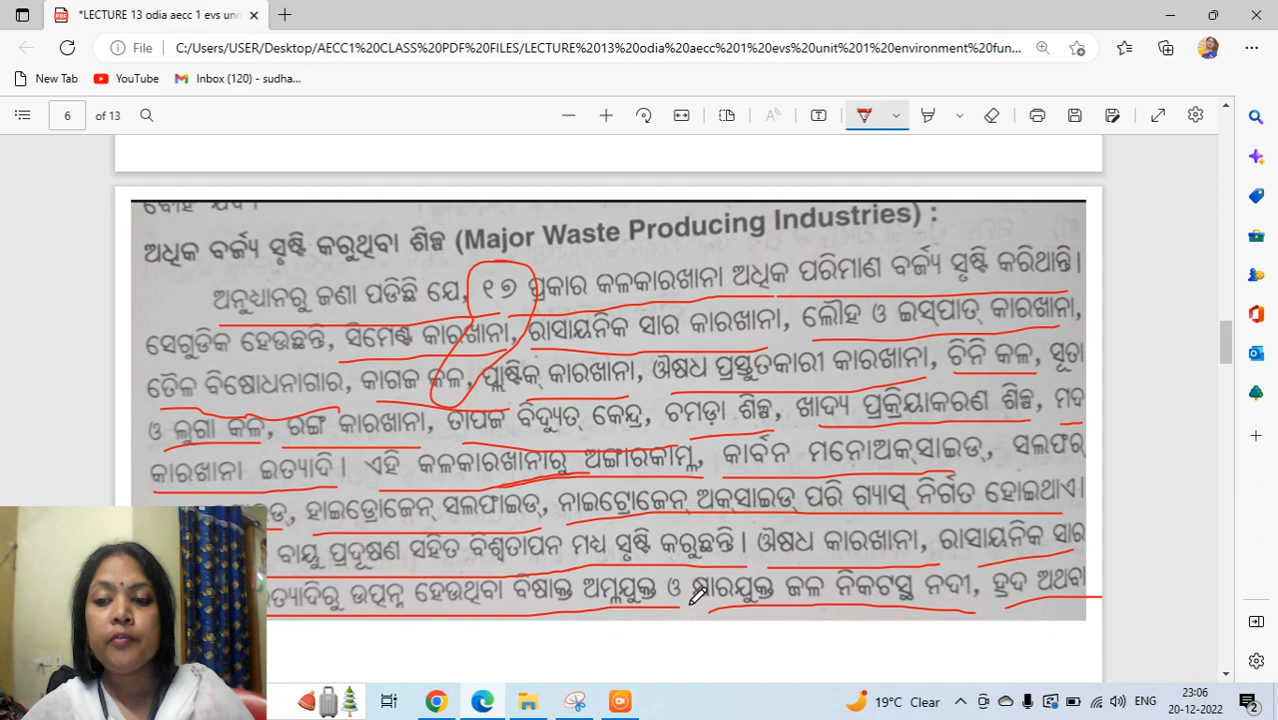 *LECTURE 13 odia aecc 1 evs uni
File C:/Users/USER/Desktop/AECC1%20CLASS%20PDF%20FILES/LECTURE%2013%20odia%20aecc%201%20evs%20unit%201%20environment%20fun...
New Tab YouTube Inbox (120) - sudha...
6 of 13
ଅଧିକ ବର୍ଜ୍ୟ ସୃଷ୍ଟି କରୁଥିବା ଶିଳ୍ପ (Major Waste Producing Industries) :
ଅନୁଧ୍ୟାନରୁ ଜଣା ପଡିଛି ଯେ, ୧୭ ପ୍ରକାର କଳକାରଖାନା ଅଧିକ ପରିମାଣ ବର୍ଜ୍ୟ ସୃଷ୍ଟି କରିଥାନ୍ତି।
ସେଗୁଡିକ ହେଉଛନ୍ତି, ସିମେଣ୍ଟ କାରଖାନା, ରାସାୟନିକ ସାର କାରଖାନା, ଲୌହ ଓ ଇସ୍ପାତ୍ କାରଖାନା,
ତୈଳ ବିଷୋଧନାଗାର, କାଗଜ କଳ, ପ୍ଲାଷ୍ଟିକ୍ କାରଖାନା, ଔଷଧ ପ୍ରସ୍ତୁତକାରୀ କାରଖାନା, ଚିନି କଳ, ସୂତା
ଓ ଲୁଗା କଳ, ରଙ୍ଗ କାରଖାନା, ତାପଜ ବିଦ୍ୟୁତ୍ କେନ୍ଦ୍ର, ଚମଡ଼ା ଶିଳ୍ପ, ଖାଦ୍ୟ ପ୍ରକ୍ରିୟାକରଣ ଶିଳ୍ପ, ମଦ
କାରଖାନା ଇତ୍ୟାଦି। ଏହି କଳକାରଖାନାରୁ ଅଙ୍ଗାରକାମ୍ଳ, କାର୍ବନ ମନୋଅକ୍ସାଇଡ୍, ସଲଫର୍
ହାଇଡ୍ରୋଜେନ୍ ସଲଫାଇଡ୍, ନାଇଟ୍ରୋଜେନ୍ ଅକ୍ସାଇଡ୍ ପରି ଗ୍ୟାସ୍ ନିର୍ଗତ ହୋଇଥାଏ।
ବାୟୁ ପ୍ରଦୂଷଣ ସହିତ ବିଶ୍ବତାପନ ମଧ୍ୟ ସୃଷ୍ଟି କରୁଛନ୍ତି। ଔଷଧ କାରଖାନା, ରାସାୟନିକ ସାର
ଉତ୍ପନ୍ନ ହେଉଥିବା ବିଷାକ୍ତ ଅମ୍ଳଯୁକ୍ତ ଓ କ୍ଷାରଯୁକ୍ତ ଜଳ ନିକଟସ୍ଥ ନଦୀ, ହ୍ରଦ ଅଥବା
19°C Clear ENG 23:06
20-12-2022 2